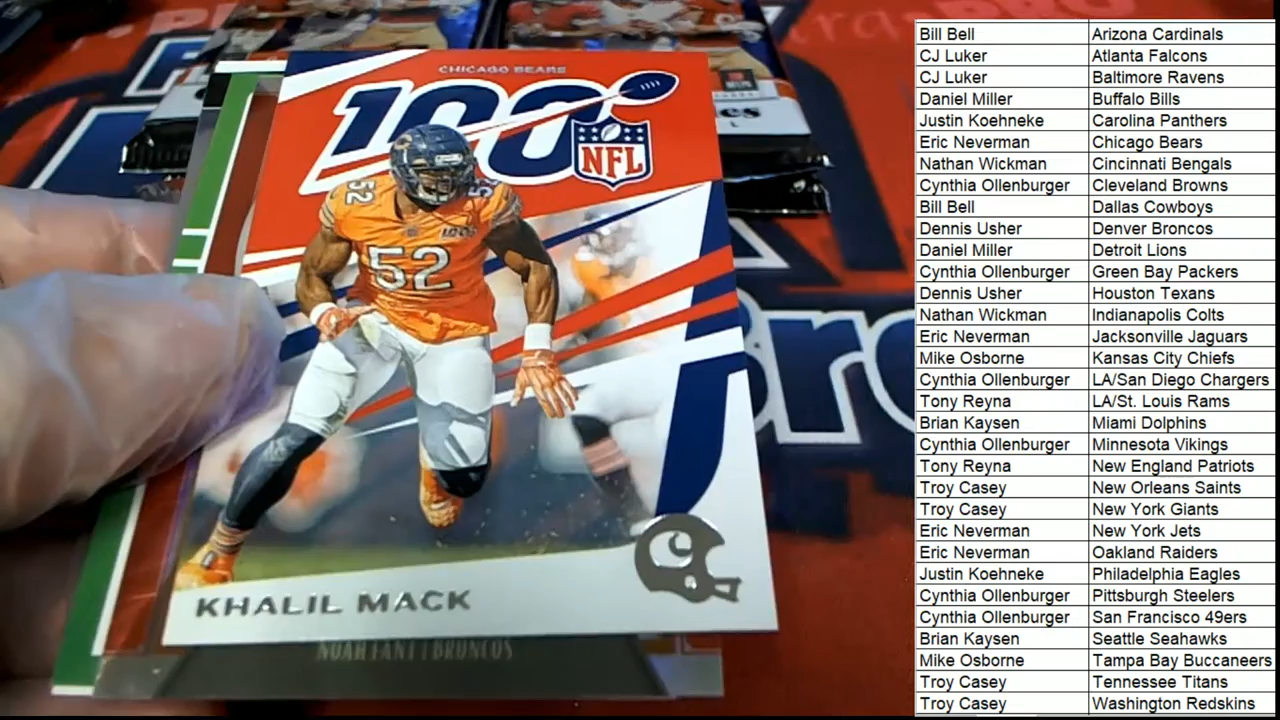 CHICAGO BEARS
100
NFL
52
52
52
KHALIL MACK
NOAH FANT | BRONCOS
Bill Bell Arizona Cardinals
CJ Luker Atlanta Falcons
CJ Luker Baltimore Ravens
Daniel Miller Buffalo Bills
Justin Koehneke Carolina Panthers
Eric Neverman Chicago Bears
Nathan Wickman Cincinnati Bengals
Cynthia Ollenburger Cleveland Browns
Bill Bell Dallas Cowboys
Dennis Usher Denver Broncos
Daniel Miller Detroit Lions
Cynthia Ollenburger Green Bay Packers
Dennis Usher Houston Texans
Nathan Wickman Indianapolis Colts
Eric Neverman Jacksonville Jaguars
Mike Osborne Kansas City Chiefs
Cynthia Ollenburger LA/San Diego Chargers
Tony Reyna LA/St. Louis Rams
Brian Kaysen Miami Dolphins
Cynthia Ollenburger Minnesota Vikings
Tony Reyna New England Patriots
Troy Casey New Orleans Saints
Troy Casey New York Giants
Eric Neverman New York Jets
Eric Neverman Oakland Raiders
Justin Koehneke Philadelphia Eagles
Cynthia Ollenburger Pittsburgh Steelers
Cynthia Ollenburger San Francisco 49ers
Brian Kaysen Seattle Seahawks
Mike Osborne Tampa Bay Buccaneers
Troy Casey Tennessee Titans
Troy Casey Washington Redskins